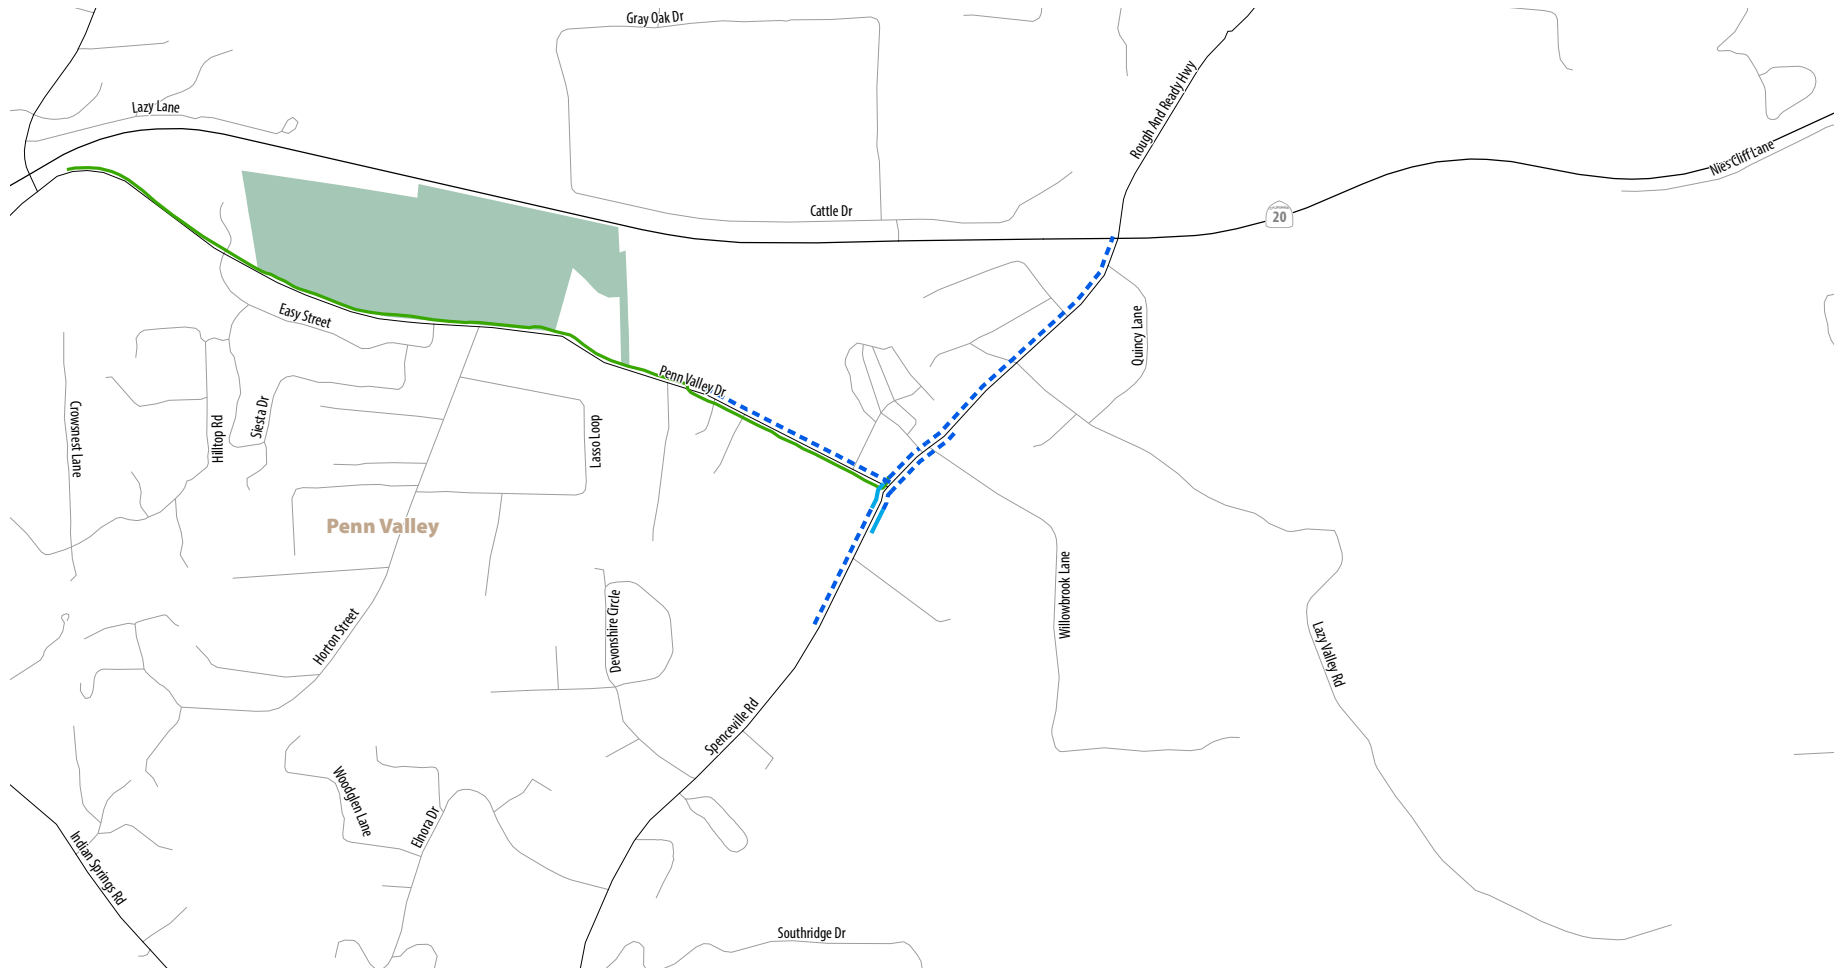 Gray Oak Dr
Rough And Ready Hwy
Lazy Lane
Nies Cliff Lane
Cattle Dr
20
Easy Street
Quincy Lane
Penn Valley Dr
Crowsnest Lane
Hilltop Rd
Siesta Dr
Lasso Loop
Penn Valley
Willowbrook Lane
Devonshire Circle
Horton Street
Lazy Valley Rd
Spenceville Rd
Woodglen Lane
Elnora Dr
Indian Springs Rd
Southridge Dr